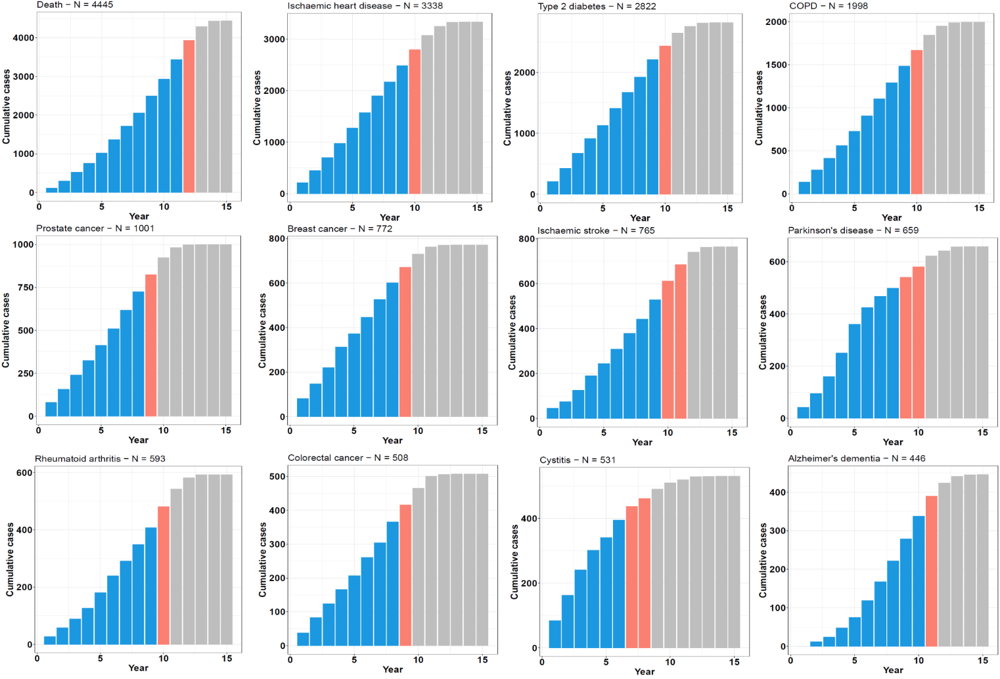 Death − N = 4445
Cumulative cases
4000
3000
2000
1000
0
0 5 10 15
Year
Ischaemic heart disease − N = 3338
Cumulative cases
3000
2000
1000
0
0 5 10 15
Year
Type 2 diabetes − N = 2822
Cumulative cases
2000
1000
0
0 5 10 15
Year
COPD − N = 1998
Cumulative cases
2000
1500
1000
500
0
0 5 10 15
Year
Prostate cancer − N = 1001
Cumulative cases
1000
750
500
250
0
0 5 10 15
Year
Breast cancer − N = 772
Cumulative cases
800
600
400
200
0
0 5 10 15
Year
Ischaemic stroke − N = 765
Cumulative cases
800
600
400
200
0
0 5 10 15
Year
Parkinson's disease − N = 659
Cumulative cases
600
400
200
0
0 5 10 15
Year
Rheumatoid arthritis − N = 593
Cumulative cases
600
400
200
0
0 5 10 15
Year
Colorectal cancer − N = 508
Cumulative cases
500
400
300
200
100
0
0 5 10 15
Year
Cystitis − N = 531
Cumulative cases
400
200
0
0 5 10 15
Year
Alzheimer's dementia − N = 446
Cumulative cases
400
300
200
100
0
0 5 10 15
Year